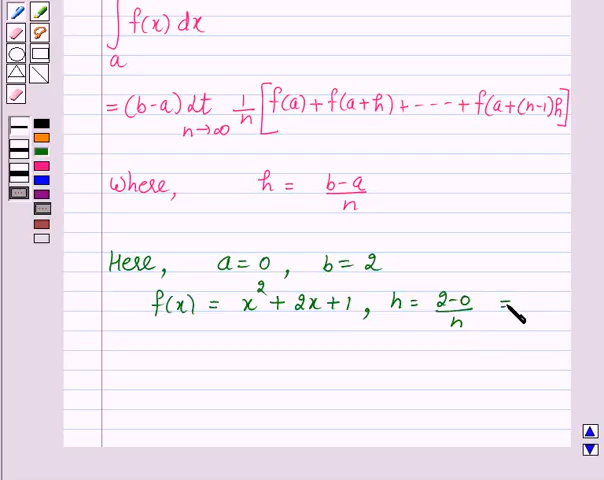 ∫ f(x) dx
a
= (b-a) lt 1/n [f(a) + f(a+h) + ---- + f(a+(n-1)h]
n→∞
Where, h = b-a/n
Here, a = 0, b = 2
f(x) = x² + 2x + 1, h = 2-0/n =